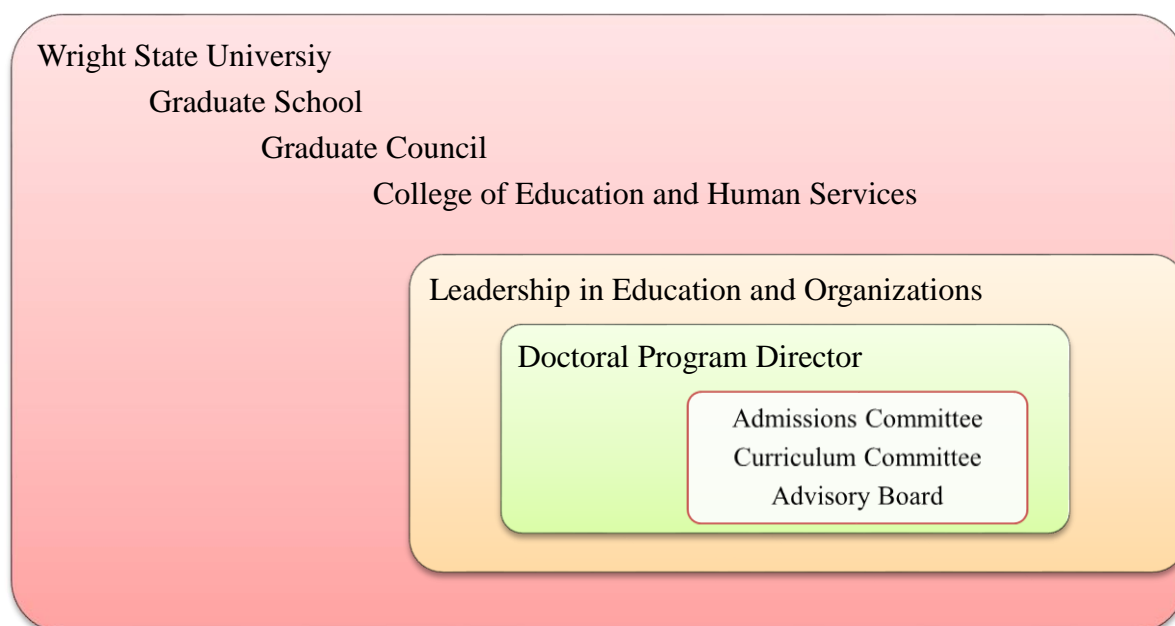 Wright State Universiy
Graduate School
Graduate Council
College of Education and Human Services
Leadership in Education and Organizations
Doctoral Program Director
Admissions Committee
Curriculum Committee
Advisory Board